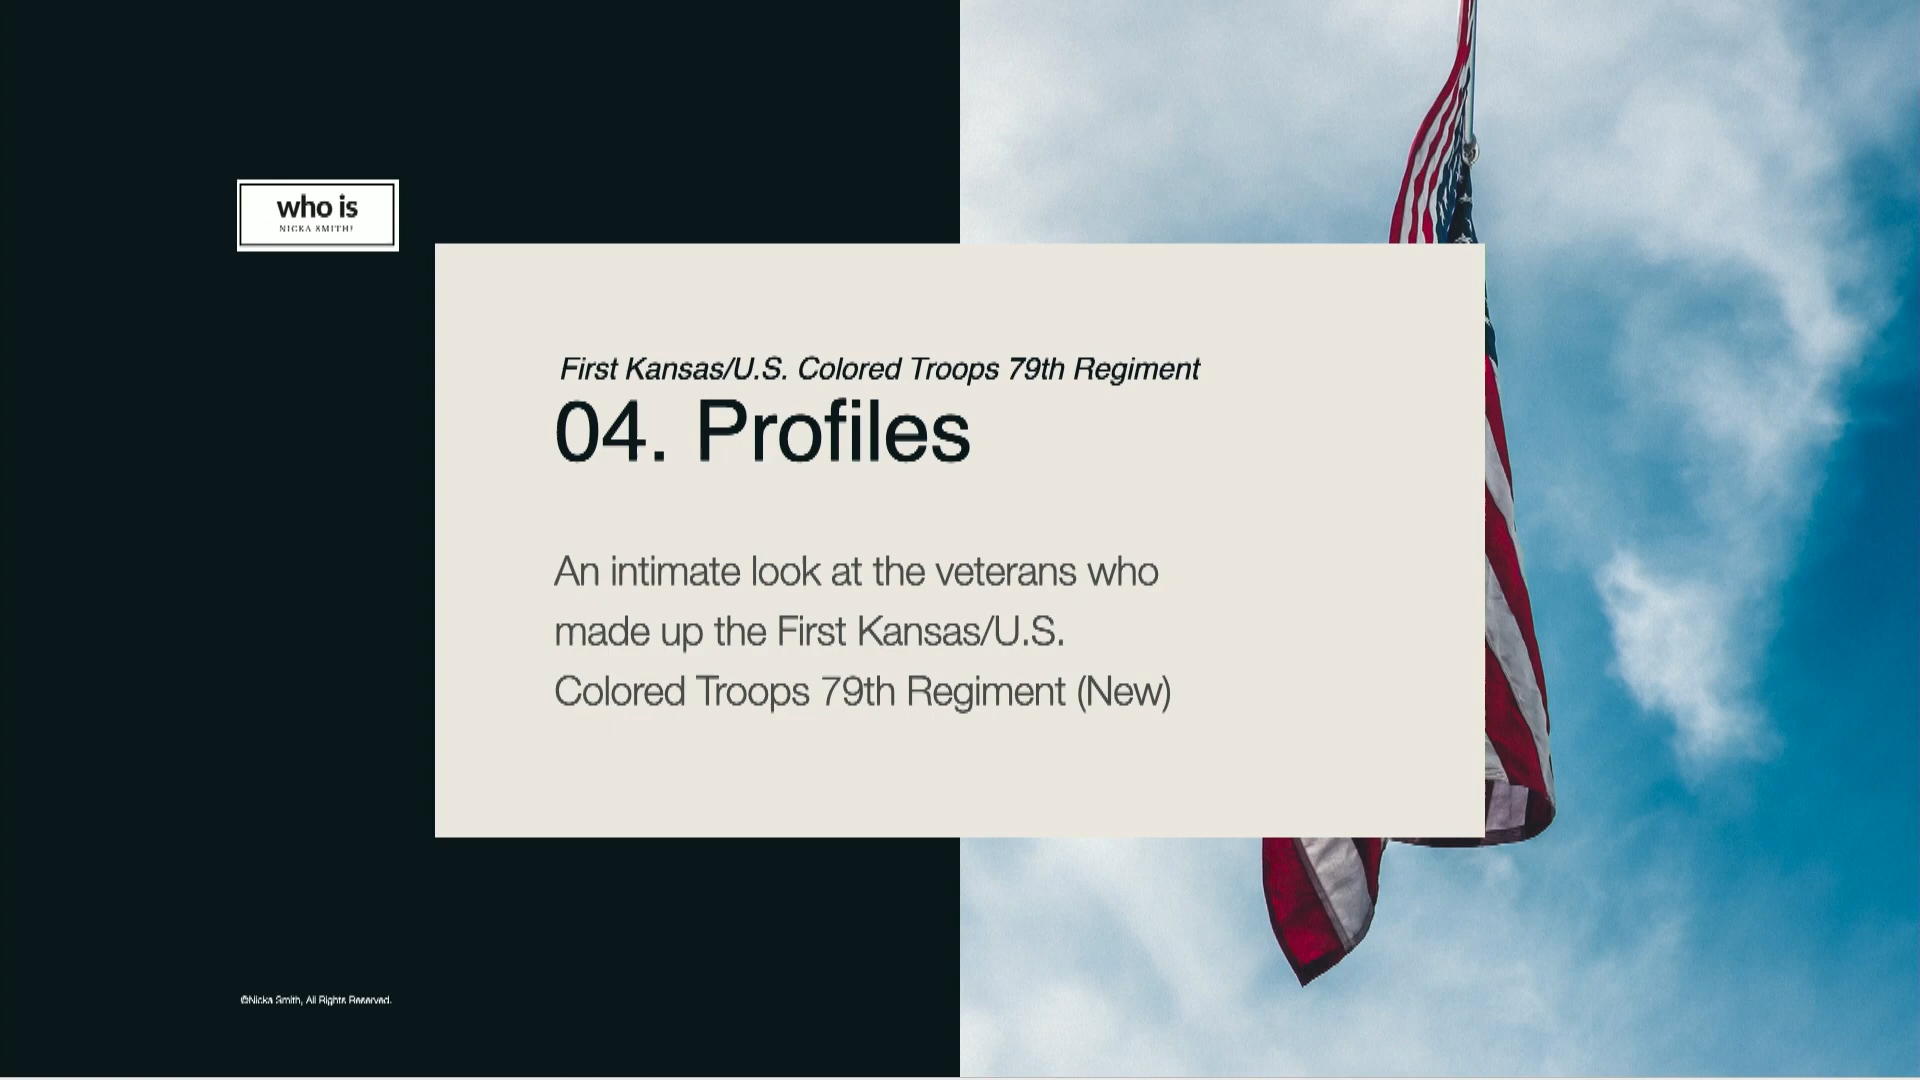 who is
NICKA SMITH?
First Kansas/U.S. Colored Troops 79th Regiment
04. Profiles
An intimate look at the veterans who
made up the First Kansas/U.S.
Colored Troops 79th Regiment (New)
©Nicka Smith, All Rights Reserved.